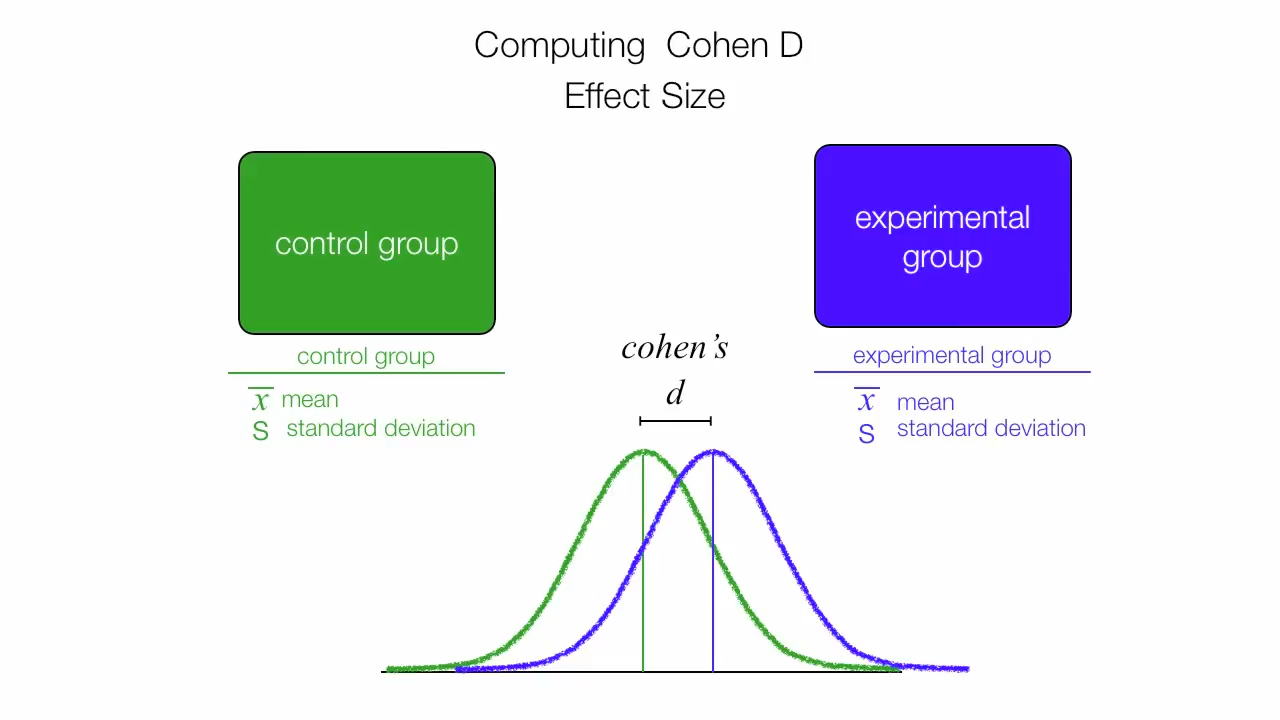 Computing Cohen D
Effect Size
control group
experimental
group
control group
x̅ mean
S standard deviation
experimental group
x̅ mean
S standard deviation
cohen’s
d